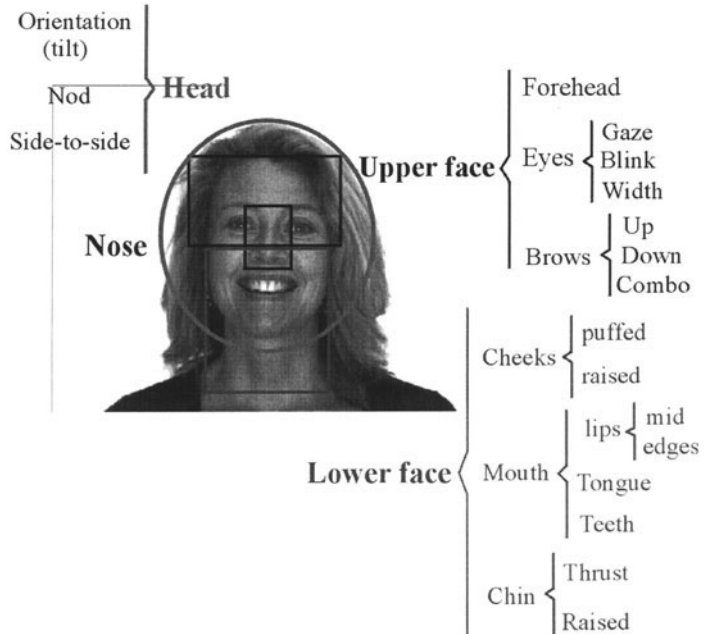 Orientation
(tilt)
Nod
Side-to-side
Head
Nose
Upper face
Forehead
Eyes
Gaze
Blink
Width
Brows
Up
Down
Combo
Lower face
Cheeks
puffed
raised
Mouth
lips
mid
edges
Tongue
Teeth
Chin
Thrust
Raised